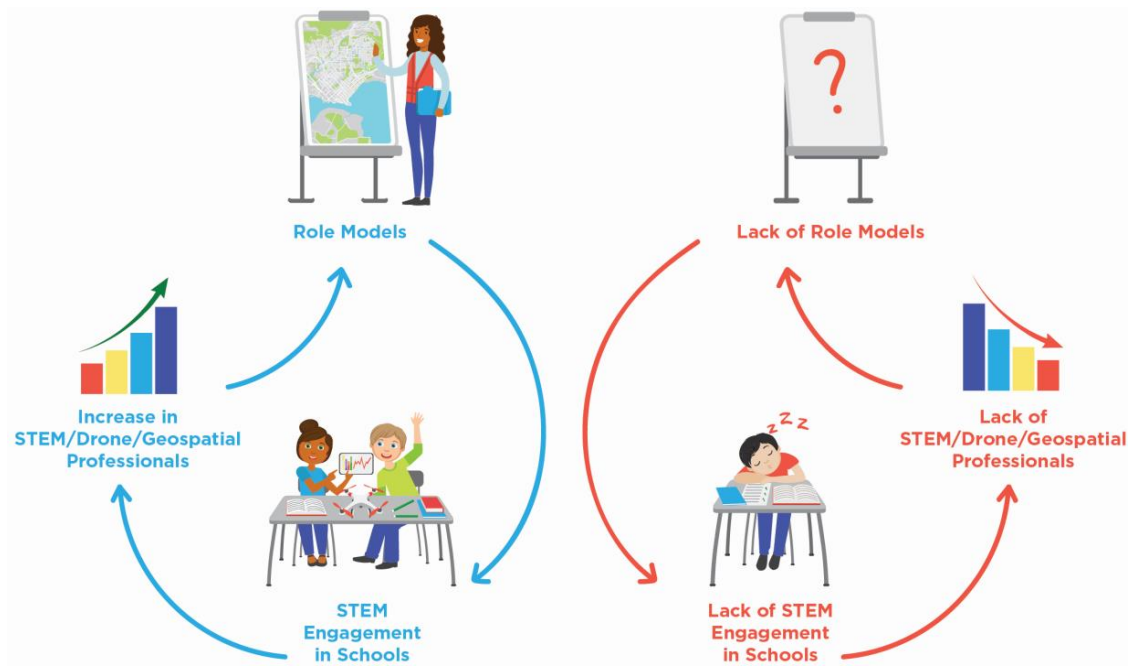 ?
Role Models
Lack of Role Models
Increase in
STEM/Drone/Geospatial
Professionals
Lack of
STEM/Drone/Geospatial
Professionals
z z z
STEM
Engagement
in Schools
Lack of STEM
Engagement
in Schools